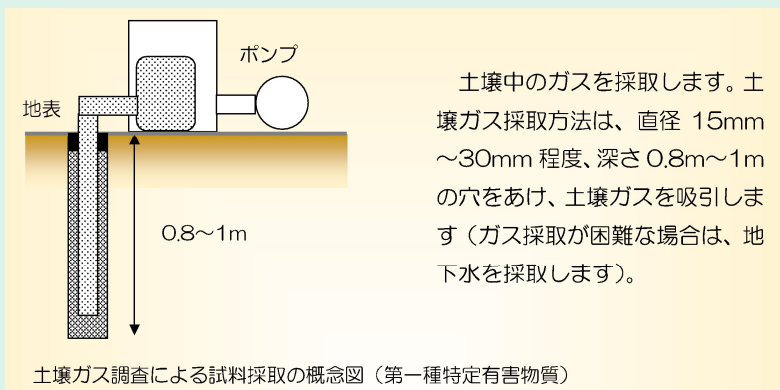 ポンプ
地表
0.8〜1m
土壌中のガスを採取します。土
壌ガス採取方法は、直径 15mm
〜30mm 程度、深さ 0.8m〜1m
の穴をあけ、土壌ガスを吸引しま
す（ガス採取が困難な場合は、地
下水を採取します）。
土壌ガス調査による試料採取の概念図（第一種特定有害物質）